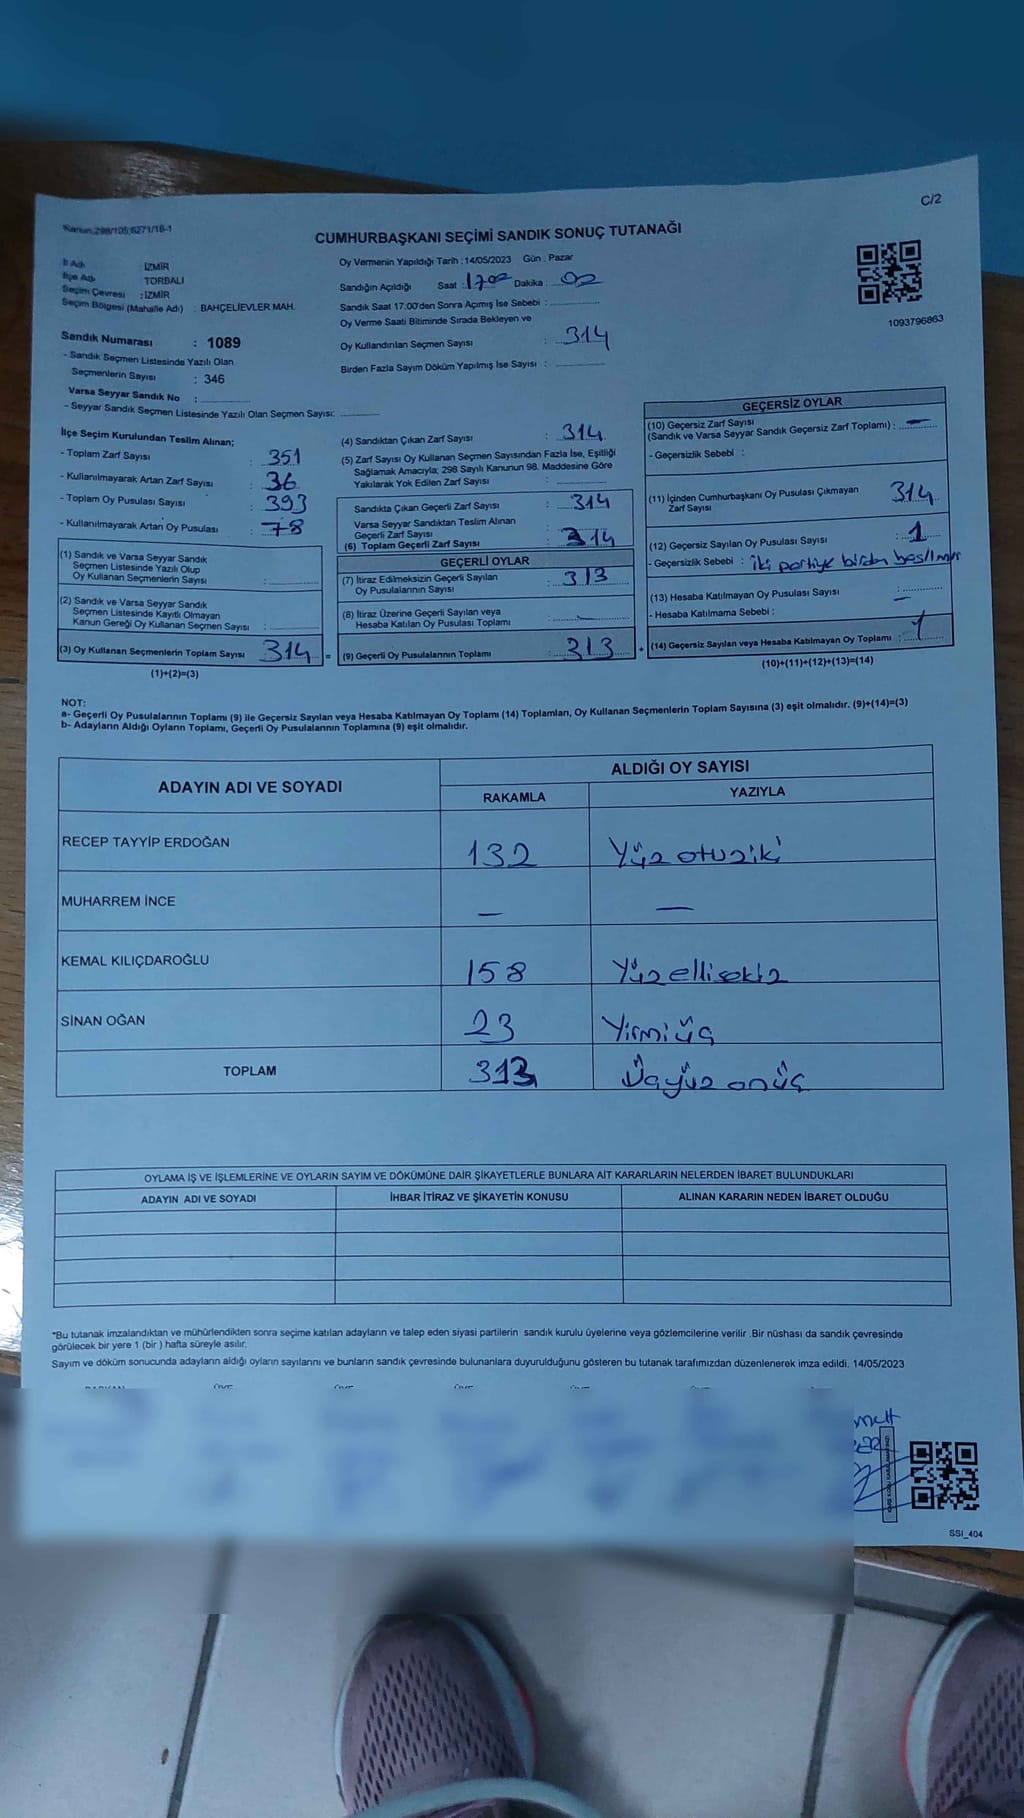 Kanun:298/105;6271/18-1
C/2
CUMHURBAŞKANI SEÇİMİ SANDIK SONUÇ TUTANAĞI
İl Adı : İZMİR
İlçe Adı : TORBALI
Seçim Çevresi : İZMİR
Seçim Bölgesi (Mahalle Adı) : BAHÇELİEVLER MAH.
Sandık Numarası : 1089
- Sandık Seçmen Listesinde Yazılı Olan
Seçmenlerin Sayısı : 346
Varsa Seyyar Sandık No :
- Seyyar Sandık Seçmen Listesinde Yazılı Olan Seçmen Sayısı:
Oy Vermenin Yapıldığı Tarih :14/05/2023 Gün : Pazar
Sandığın Açıldığı Saat : 1700 Dakika : 00
Sandık Saat 17.00'den Sonra Açımış İse Sebebi :
Oy Verme Saati Bitiminde Sırada Bekleyen ve
Oy Kullandırılan Seçmen Sayısı : 314
Birden Fazla Sayım Döküm Yapılmış İse Sayısı :
1093796863
İlçe Seçim Kurulundan Teslim Alınan;
- Toplam Zarf Sayısı : 351
- Kullanılmayarak Artan Zarf Sayısı : 36
- Toplam Oy Pusulası Sayısı : 393
- Kullanılmayarak Artan Oy Pusulası : 78
(1) Sandık ve Varsa Seyyar Sandık
Seçmen Listesinde Yazılı Olup
Oy Kullanan Seçmenlerin Sayısı :
(2) Sandık ve Varsa Seyyar Sandık
Seçmen Listesinde Kayıtlı Olmayan
Kanun Gereği Oy Kullanan Seçmen Sayısı :
(3) Oy Kullanan Seçmenlerin Toplam Sayısı : 314 =
(1)+(2)=(3)
(4) Sandıktan Çıkan Zarf Sayısı : 314
(5) Zarf Sayısı Oy Kullanan Seçmen Sayısından Fazla İse, Eşitliği
Sağlamak Amacıyla; 298 Sayılı Kanunun 98. Maddesine Göre
Yakılarak Yok Edilen Zarf Sayısı :
Sandıkta Çıkan Geçerli Zarf Sayısı : 314
Varsa Seyyar Sandıktan Teslim Alınan
Geçerli Zarf Sayısı :
(6) Toplam Geçerli Zarf Sayısı : 314
GEÇERLİ OYLAR
(7) İtiraz Edilmeksizin Geçerli Sayılan
Oy Pusulalarının Sayısı : 313
(8) İtiraz Üzerine Geçerli Sayılan veya
Hesaba Katılan Oy Pusulası Toplamı : —
(9) Geçerli Oy Pusulalarının Toplamı : 313 +
GEÇERSİZ OYLAR
(10) Geçersiz Zarf Sayısı
(Sandık ve Varsa Seyyar Sandık Geçersiz Zarf Toplamı) : —
- Geçersizlik Sebebi :
(11) İçinden Cumhurbaşkanı Oy Pusulası Çıkmayan
Zarf Sayısı 314
(12) Geçersiz Sayılan Oy Pusulası Sayısı : 1
- Geçersizlik Sebebi : iki partiye birden basılmış
(13) Hesaba Katılmayan Oy Pusulası Sayısı : —
- Hesaba Katılmama Sebebi :
(14) Geçersiz Sayılan veya Hesaba Katılmayan Oy Toplamı : 1
(10)+(11)+(12)+(13)=(14)
NOT:
a- Geçerli Oy Pusulalarının Toplamı (9) ile Geçersiz Sayılan veya Hesaba Katılmayan Oy Toplamı (14) Toplamları, Oy Kullanan Seçmenlerin Toplam Sayısına (3) eşit olmalıdır. (9)+(14)=(3)
b- Adayların Aldığı Oyların Toplamı, Geçerli Oy Pusulalarının Toplamına (9) eşit olmalıdır.
ADAYIN ADI VE SOYADI
ALDIĞI OY SAYISI
RAKAMLA YAZIYLA
RECEP TAYYİP ERDOĞAN 132 Yüz otuz iki
MUHARREM İNCE — —
KEMAL KILIÇDAROĞLU 158 Yüz ellisekiz
SİNAN OĞAN 23 Yirmi üç
TOPLAM 313 Üçyüz onüç
OYLAMA İŞ VE İŞLEMLERİNE VE OYLARIN SAYIM VE DÖKÜMÜNE DAİR ŞİKAYETLERLE BUNLARA AİT KARARLARIN NELERDEN İBARET BULUNDUKLARI
ADAYIN ADI VE SOYADI İHBAR İTİRAZ VE ŞİKAYETİN KONUSU ALINAN KARARIN NEDEN İBARET OLDUĞU
*Bu tutanak imzalandıktan ve mühürlendikten sonra seçime katılan adayların ve talep eden siyasi partilerin sandık kurulu üyelerine veya gözlemcilerine verilir .Bir nüshası da sandık çevresinde
görülecek bir yere 1 (bir ) hafta süreyle asılır.
Sayım ve döküm sonucunda adayların aldığı oyların sayılarını ve bunların sandık çevresinde bulunanlara duyurulduğunu gösteren bu tutanak tarafımızdan düzenlenerek imza edildi. 14/05/2023
SSI_404